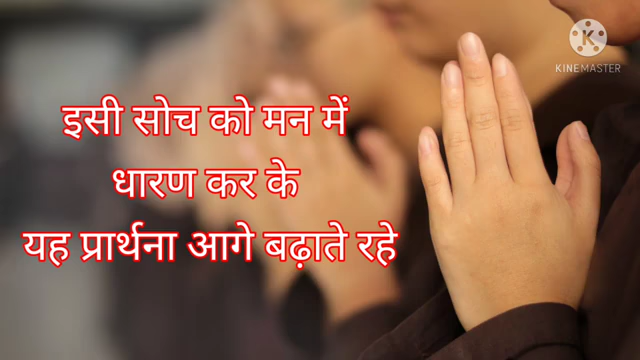 KINEMASTER
इसी सोच को मन में
धारण कर के
यह प्रार्थना आगे बढ़ाते रहे